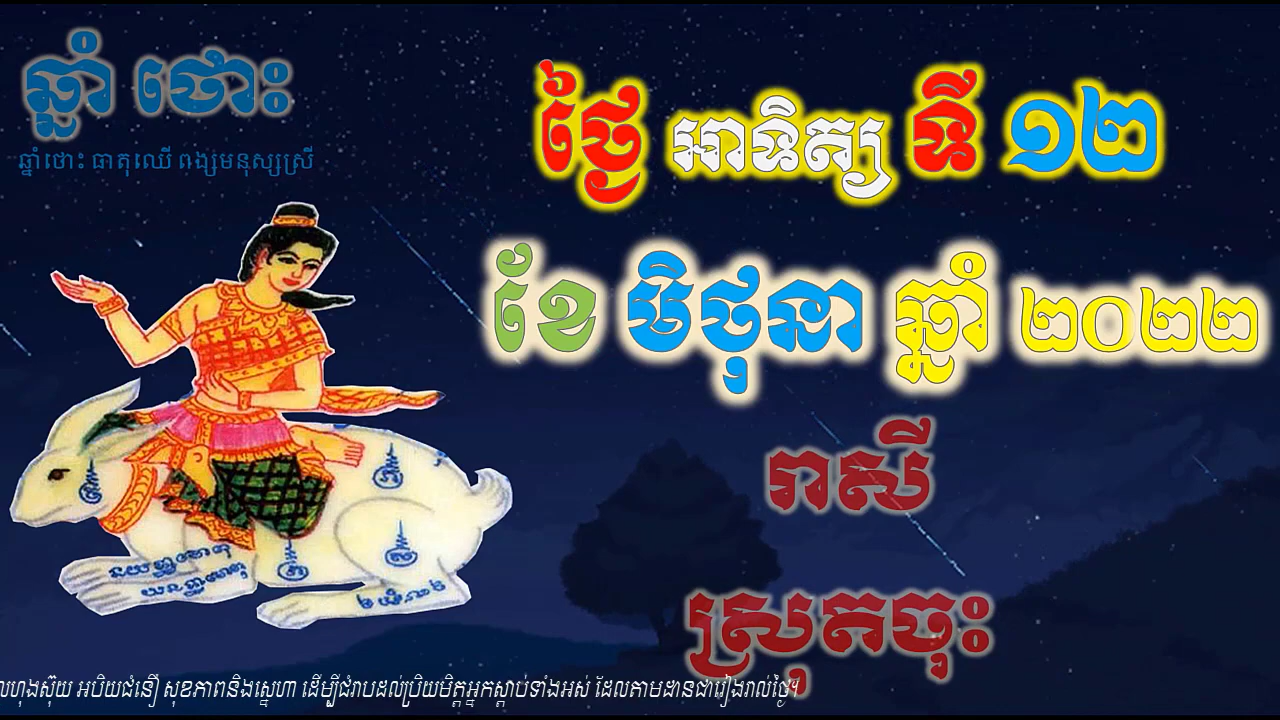 ឆ្នាំ ថោះ
ឆ្នាំថោះ ធាតុឈើ ពង្សមនុស្សស្រី
ថ្ងៃ អាទិត្យ ទី ១២
ខែ មិថុនា ឆ្នាំ ២០២២
រាសី
ស្រុតចុះ
ហុងស៊ុយ អបិយជំនឿ សុខភាពនិងស្នេហា ដើម្បីជំរាបដល់ប្រិយមិត្តអ្នកស្តាប់ទាំងអស់ ដែលតាមដានជារៀងរាល់ថ្ងៃ។